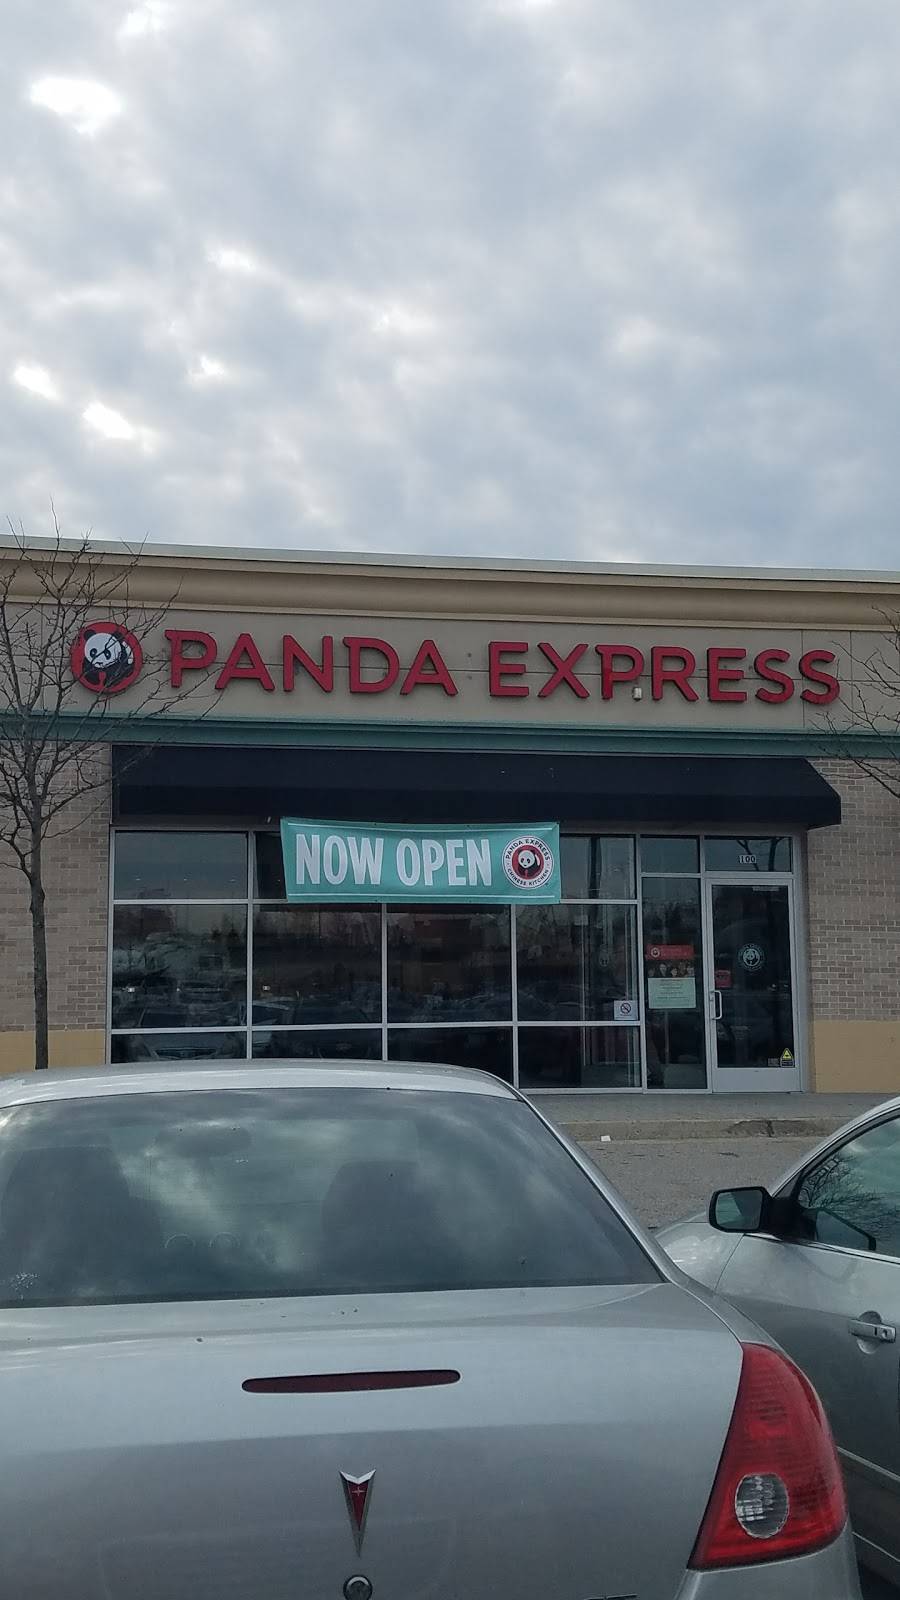 PANDA EXPRESS
NOW OPEN
PANDA EXPRESS
CHINESE KITCHEN
100